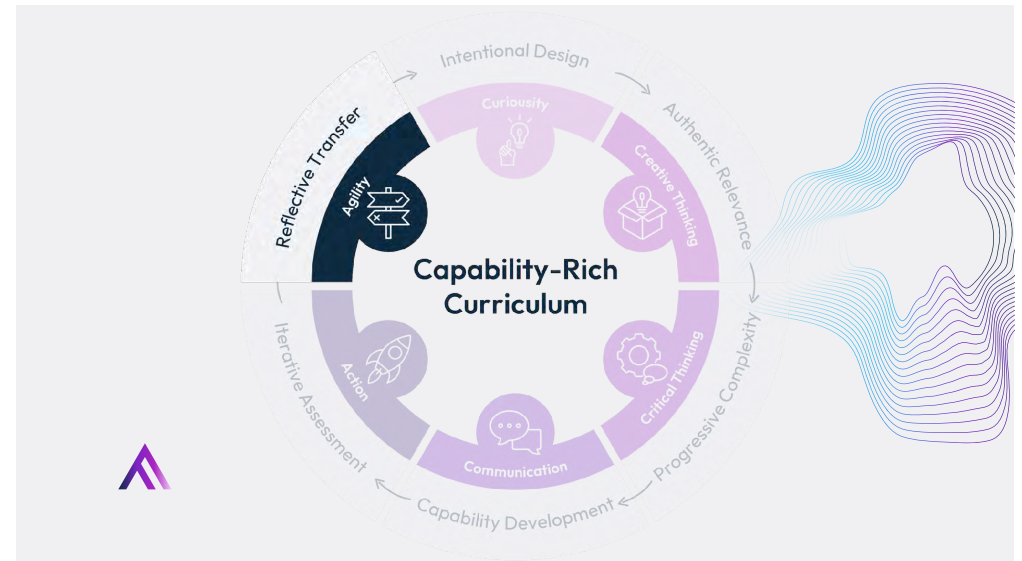 Intentional Design
Authentic Relevance
Progressive Complexity
Capability Development
Iterative Assessment
Reflective Transfer
Curiousity
Creative Thinking
Critical Thinking
Communication
Action
Agility
Capability-Rich
Curriculum